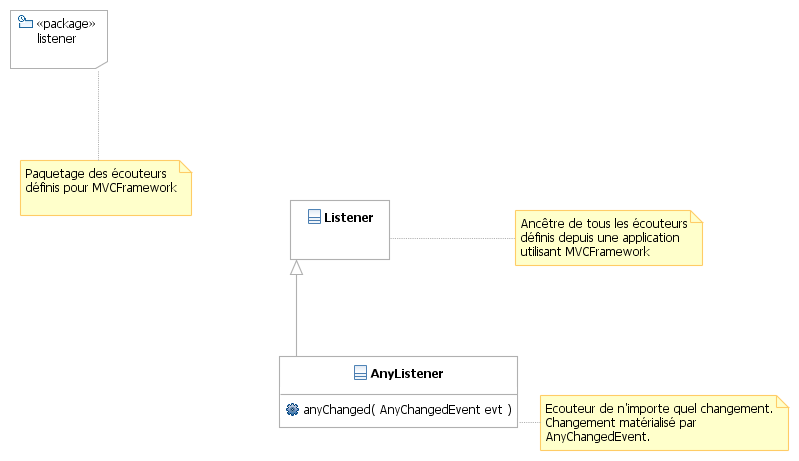 «package»
listener
Paquetage des écouteurs
définis pour MVCFramework
Listener
Ancêtre de tous les écouteurs
définis depuis une application
utilisant MVCFramework
AnyListener
anyChanged( AnyChangedEvent evt )
Ecouteur de n'importe quel changement.
Changement matérialisé par
AnyChangedEvent.